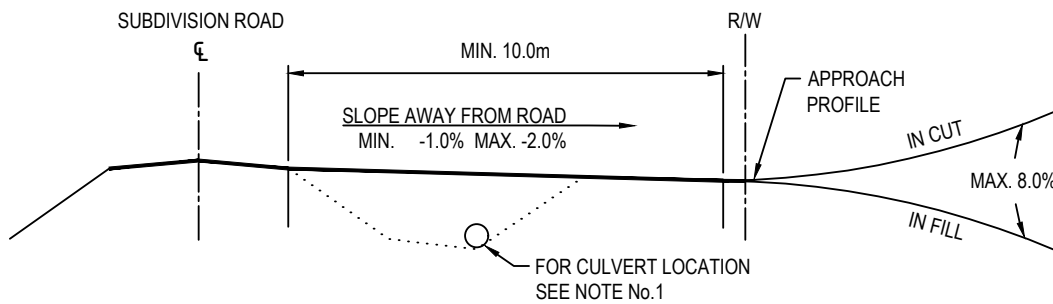 SUBDIVISION ROAD
℄
R/W
MIN. 10.0m
APPROACH
PROFILE
SLOPE AWAY FROM ROAD
MIN. -1.0% MAX. -2.0%
IN CUT
MAX. 8.0%
IN FILL
FOR CULVERT LOCATION
SEE NOTE No.1